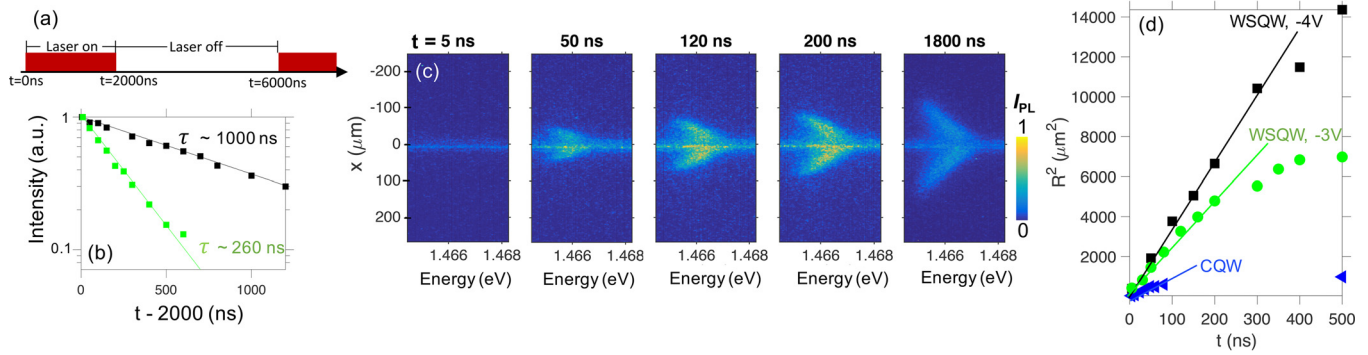 (a)
Laser on
Laser off
t=0ns
t=2000ns
t=6000ns
Intensity (a.u.)
1
0.1
τ ~ 1000 ns
τ ~ 260 ns
(b)
0
500
1000
t - 2000 (ns)
t = 5 ns
50 ns
120 ns
200 ns
1800 ns
(c)
x (μm)
-200
-100
0
100
200
1.466
1.468
1.466
1.468
1.466
1.468
1.466
1.468
1.466
1.468
Energy (eV)
Energy (eV)
Energy (eV)
Energy (eV)
Energy (eV)
I_PL
1
0
(d)
R² (μm²)
14000
12000
10000
8000
6000
4000
2000
0
WSQW, -4V
WSQW, -3V
CQW
0
100
200
300
400
500
t (ns)